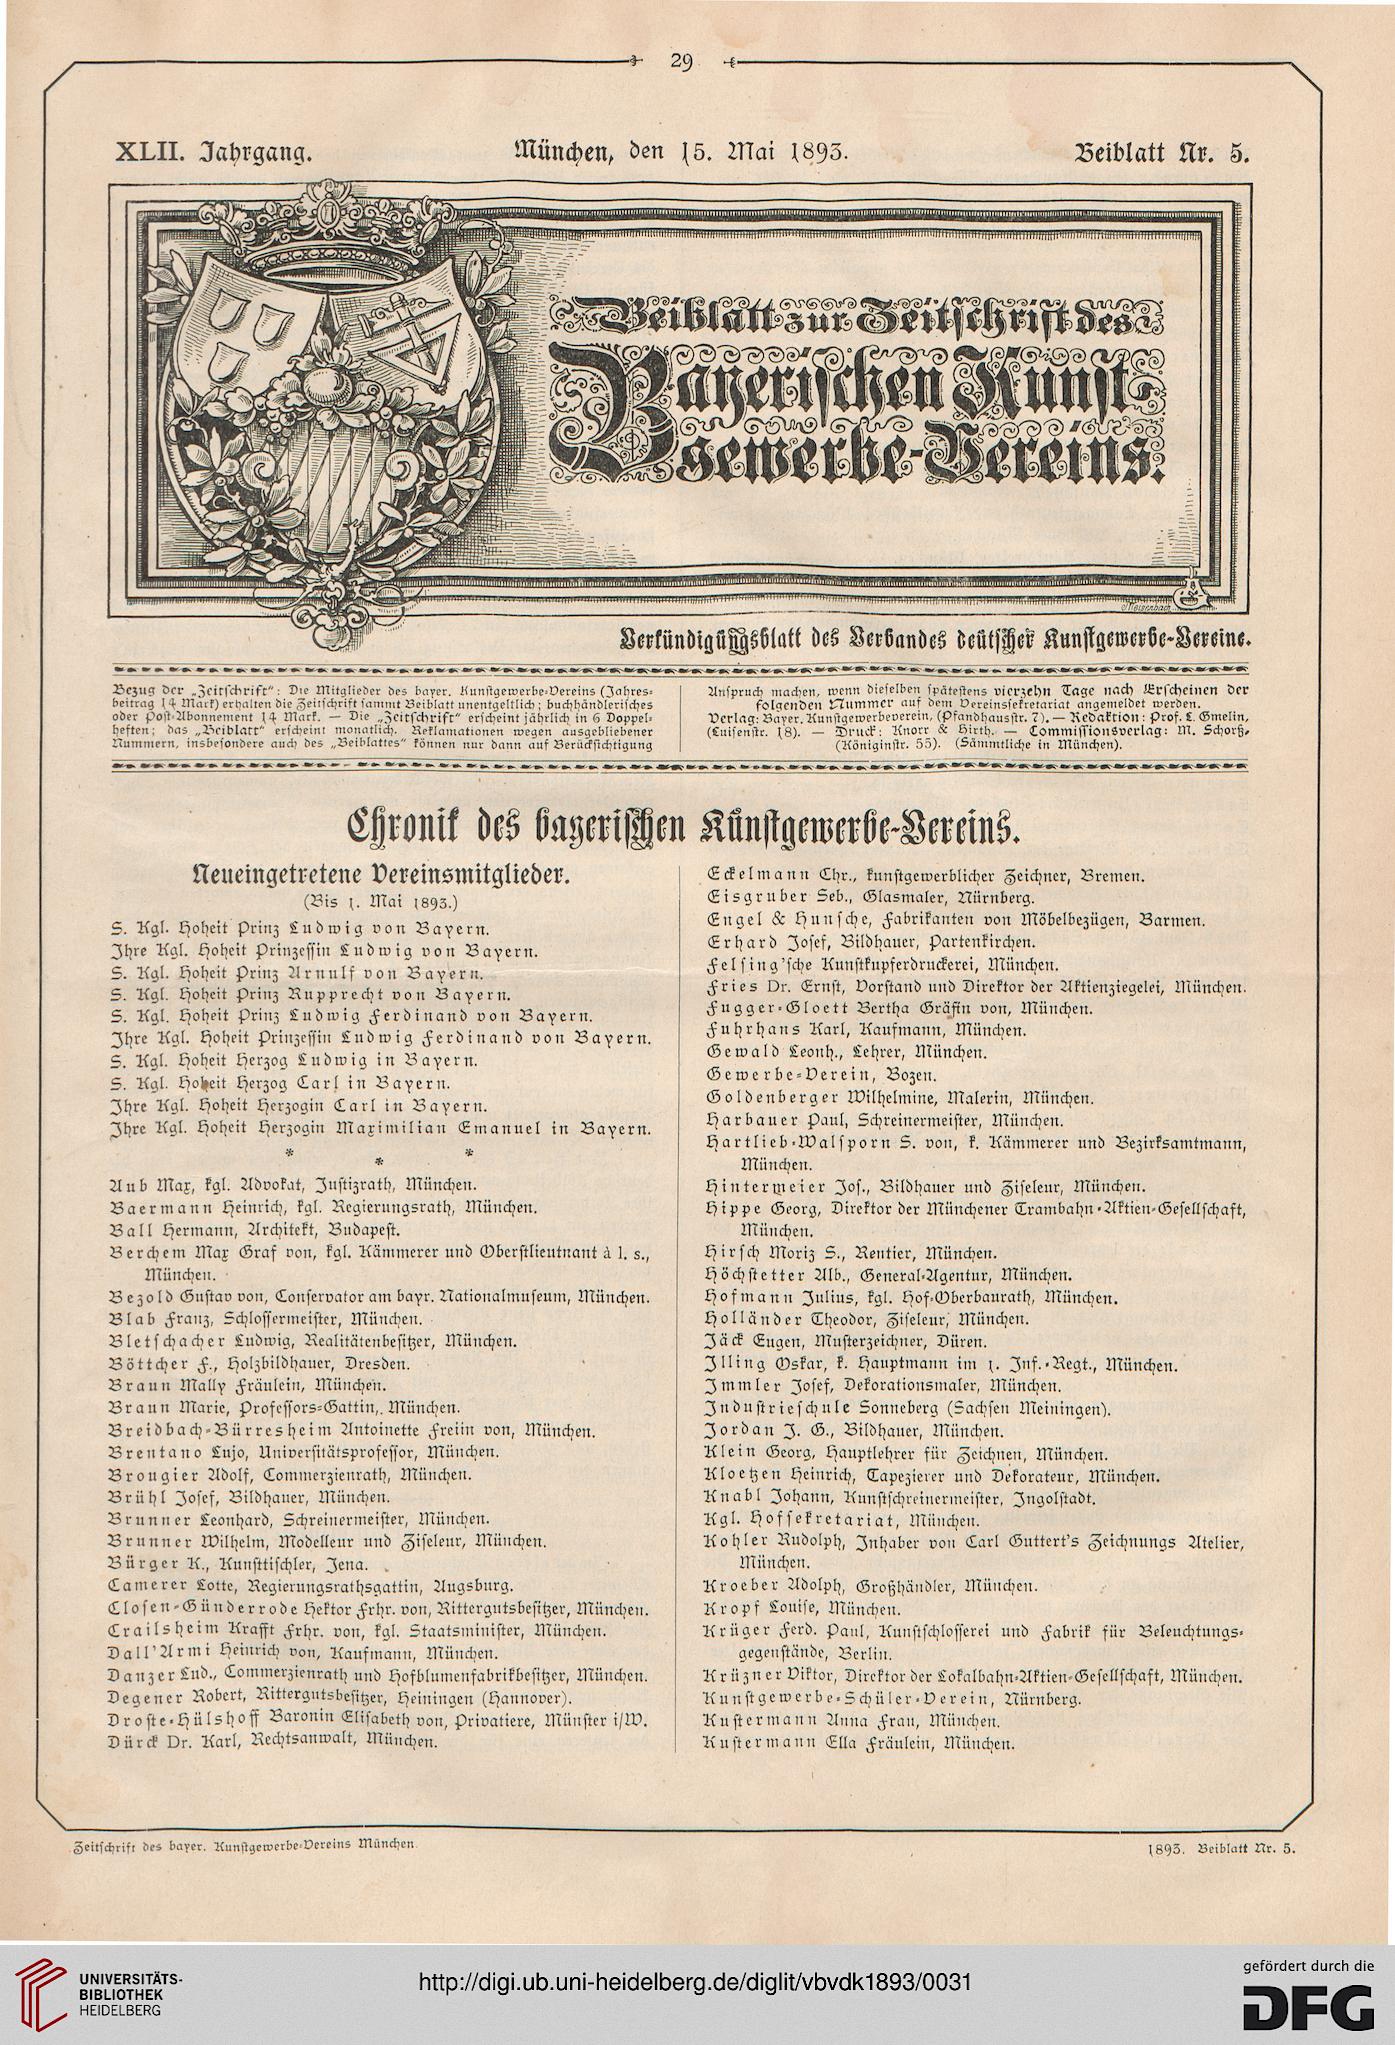 29
XLII. Jahrgang.
München, den 15. Mai 1893.
Beiblatt Nr. 5.
Beiblatt zur Zeitschrift des
Bayerischen Kunst-
gewerbe-Vereins.
Meisenbach
Verkündigungsblatt des Verbandes deutscher Kunstgewerbe-Vereine.
Bezug der „Zeitschrift“: Die Mitglieder des bayer. Kunstgewerbe-Vereins (Jahres-
beitrag 14 Mark) erhalten die Zeitschrift sammt Beiblatt unentgeltlich; buchhändlerisches
oder Post-Abonnement 14 Mark. — Die „Zeitschrift“ erscheint jährlich in 6 Doppel-
heften; das „Beiblatt“ erscheint monatlich. Reklamationen wegen ausgebliebener
Nummern, insbesondere auch des „Beiblattes“ können nur dann auf Berücksichtigung
Anspruch machen, wenn dieselben spätestens vierzehn Tage nach Erscheinen der
folgenden Nummer auf dem Vereinssekretariat angemeldet werden.
Verlag: Bayer. Kunstgewerbeverein, (Pfandhausstr. 7). — Redaktion: Prof. L. Gmelin,
(Luisenstr. 18). — Druck: Knorr & Hirth. — Commissionsverlag: M. Schorß,
(Königinstr. 55). (Sämmtliche in München).
Chronik des bayerischen Kunstgewerbe-Vereins.
Neueingetretene Vereinsmitglieder.
(Bis 1. Mai 1893.)
S. Kgl. Hoheit Prinz Ludwig von Bayern.
Ihre Kgl. Hoheit Prinzessin Ludwig von Bayern.
S. Kgl. Hoheit Prinz Arnulf von Bayern.
S. Kgl. Hoheit Prinz Rupprecht von Bayern.
S. Kgl. Hoheit Prinz Ludwig Ferdinand von Bayern.
Ihre Kgl. Hoheit Prinzessin Ludwig Ferdinand von Bayern.
S. Kgl. Hoheit Herzog Ludwig in Bayern.
S. Kgl. Hoheit Herzog Carl in Bayern.
Ihre Kgl. Hoheit Herzogin Carl in Bayern.
Ihre Kgl. Hoheit Herzogin Maximilian Emanuel in Bayern.
* * *
Aub Max, kgl. Advokat, Justizrath, München.
Baermann Heinrich, kgl. Regierungsrath, München.
Ball Hermann, Architekt, Budapest.
Berchem Max Graf von, kgl. Kämmerer und Oberstlieutnant à l. s.,
München.
Bezold Gustav von, Conservator am bayr. Nationalmuseum, München.
Blab Franz, Schlossermeister, München.
Bletschacher Ludwig, Realitätenbesitzer, München.
Böttcher F., Holzbildhauer, Dresden.
Braun Mally Fräulein, München.
Braun Marie, Professors-Gattin, München.
Breidbach-Bürresheim Antoinette Freiin von, München.
Brentano Lujo, Universitätsprofessor, München.
Brougier Adolf, Commerzienrath, München.
Brühl Josef, Bildhauer, München.
Brunner Leonhard, Schreinermeister, München.
Brunner Wilhelm, Modelleur und Ziseleur, München.
Bürger K., Kunsttischler, Jena.
Camerer Lotte, Regierungsrathsgattin, Augsburg.
Closen-Günderrode Hektor Frhr. von, Rittergutsbesitzer, München.
Crailsheim Krafft Frhr. von, kgl. Staatsminister, München.
Dall'Armi Heinrich von, Kaufmann, München.
Danzer Lud., Commerzienrath und Hofblumenfabrikbesitzer, München.
Degener Robert, Rittergutsbesitzer, Heiningen (Hannover).
Droste-Hülshoff Baronin Elisabeth von, Privatiere, Münster i/W.
Dürck Dr. Karl, Rechtsanwalt, München.
Eckelmann Chr., kunstgewerblicher Zeichner, Bremen.
Eisgruber Seb., Glasmaler, Nürnberg.
Engel & Hunsche, Fabrikanten von Möbelbezügen, Barmen.
Erhard Josef, Bildhauer, Partenkirchen.
Felsing'sche Kunstkupferdruckerei, München.
Fries Dr. Ernst, Vorstand und Direktor der Aktienziegelei, München.
Fugger-Gloett Bertha Gräfin von, München.
Fuhrhans Karl, Kaufmann, München.
Gewald Leonh., Lehrer, München.
Gewerbe-Verein, Bozen.
Goldenberger Wilhelmine, Malerin, München.
Harbauer Paul, Schreinermeister, München.
Hartlieb-Walsporn S. von, k. Kämmerer und Bezirksamtmann,
München.
Hintermeier Jos., Bildhauer und Ziseleur, München.
Hippe Georg, Direktor der Münchener Trambahn-Aktien-Gesellschaft,
München.
Hirsch Moriz S., Rentier, München.
Höchstetter Alb., General-Agentur, München.
Hofmann Julius, kgl. Hof-Oberbaurath, München.
Holländer Theodor, Ziseleur, München.
Jäck Eugen, Musterzeichner, Düren.
Illing Oskar, k. Hauptmann im 1. Inf.-Regt., München.
Immler Josef, Dekorationsmaler, München.
Industrieschule Sonneberg (Sachsen Meiningen).
Jordan J. G., Bildhauer, München.
Klein Georg, Hauptlehrer für Zeichnen, München.
Kloetzen Heinrich, Tapezierer und Dekorateur, München.
Knabl Johann, Kunstschreinermeister, Ingolstadt.
Kgl. Hofsekretariat, München.
Kohler Rudolph, Inhaber von Carl Guttert's Zeichnungs Atelier,
München.
Kroeber Adolph, Großhändler, München.
Kropf Louise, München.
Krüger Ferd. Paul, Kunstschlosserei und Fabrik für Beleuchtungs-
gegenstände, Berlin.
Krüzner Viktor, Direktor der Lokalbahn-Aktien-Gesellschaft, München.
Kunstgewerbe-Schüler-Verein, Nürnberg.
Kustermann Anna Frau, München.
Kustermann Ella Fräulein, München.
Zeitschrift des bayer. Kunstgewerbe-Vereins München.
1893. Beiblatt Nr. 5.
UNIVERSITÄTS-
BIBLIOTHEK
HEIDELBERG
http://digi.ub.uni-heidelberg.de/diglit/vbvdk1893/0031
gefördert durch die
DFG